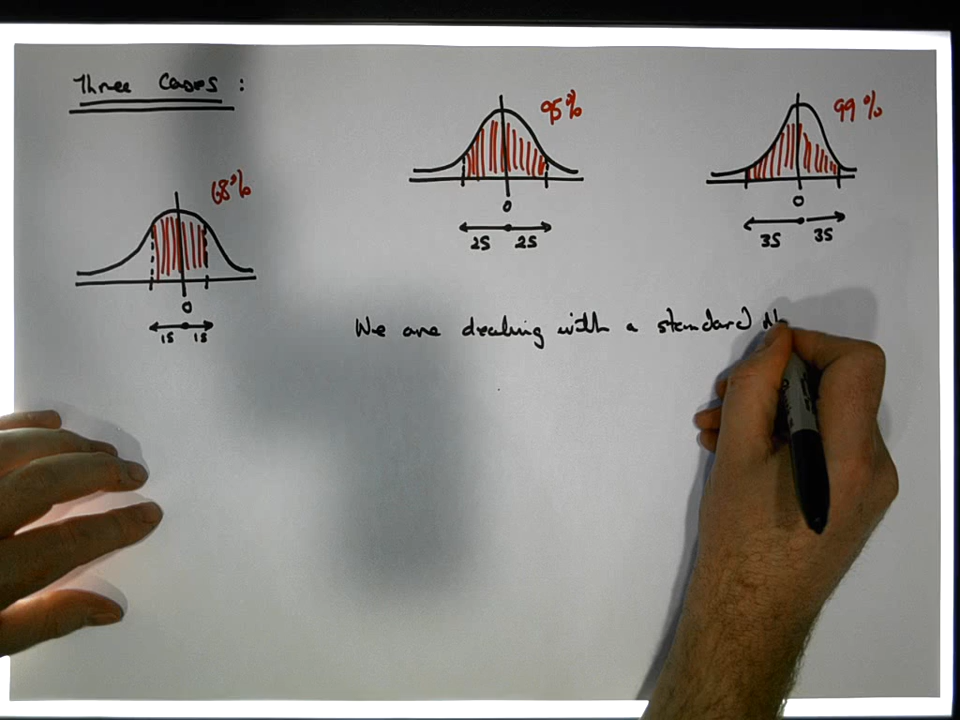 Three Cases :
68%
0
1S 1S
95%
0
2S 2S
99%
0
3S 3S
We are dealing with a standard